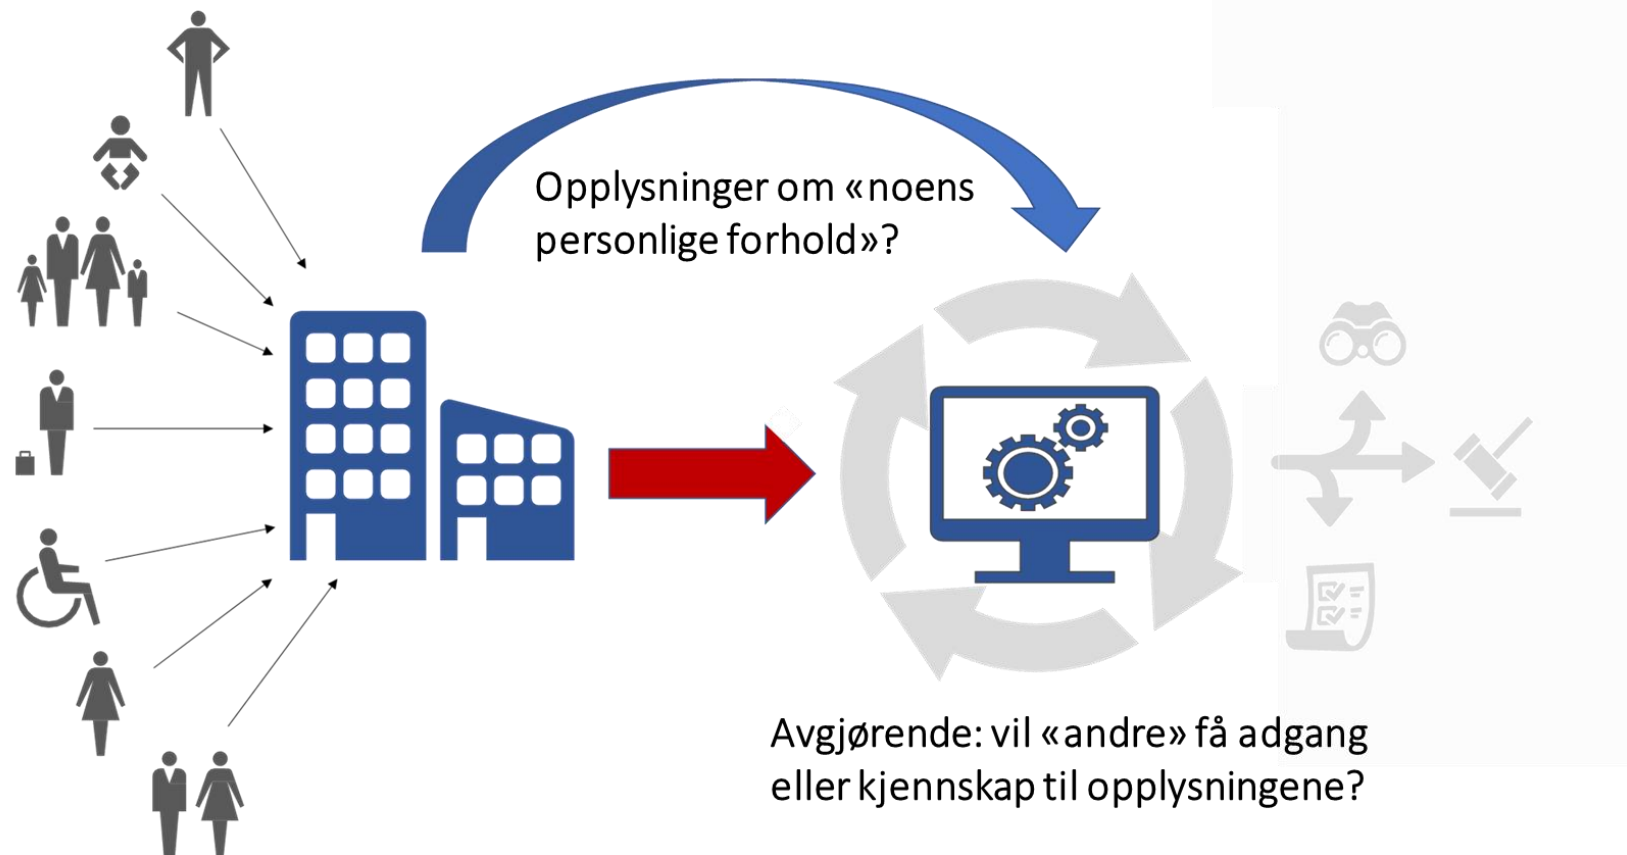 Opplysninger om «noens
personlige forhold»?
Avgjørende: vil «andre» få adgang
eller kjennskap til opplysningene?